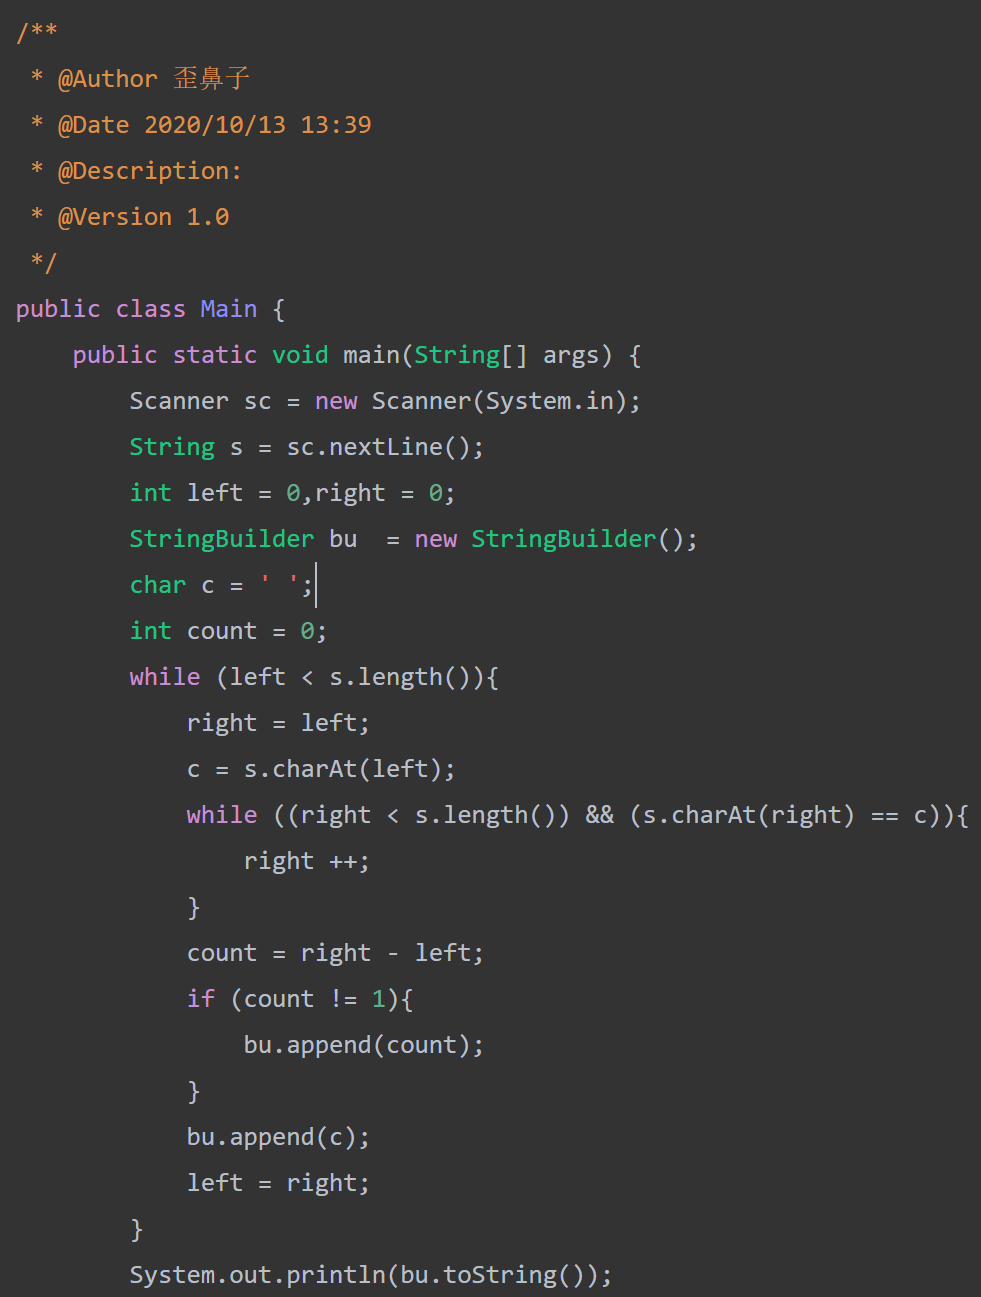 /**
 * @Author 歪鼻子
 * @Date 2020/10/13 13:39
 * @Description:
 * @Version 1.0
 */
public class Main {
    public static void main(String[] args) {
        Scanner sc = new Scanner(System.in);
        String s = sc.nextLine();
        int left = 0,right = 0;
        StringBuilder bu  = new StringBuilder();
        char c = ' ';
        int count = 0;
        while (left < s.length()){
            right = left;
            c = s.charAt(left);
            while ((right < s.length()) && (s.charAt(right) == c)){
                right ++;
            }
            count = right - left;
            if (count != 1){
                bu.append(count);
            }
            bu.append(c);
            left = right;
        }
        System.out.println(bu.toString());